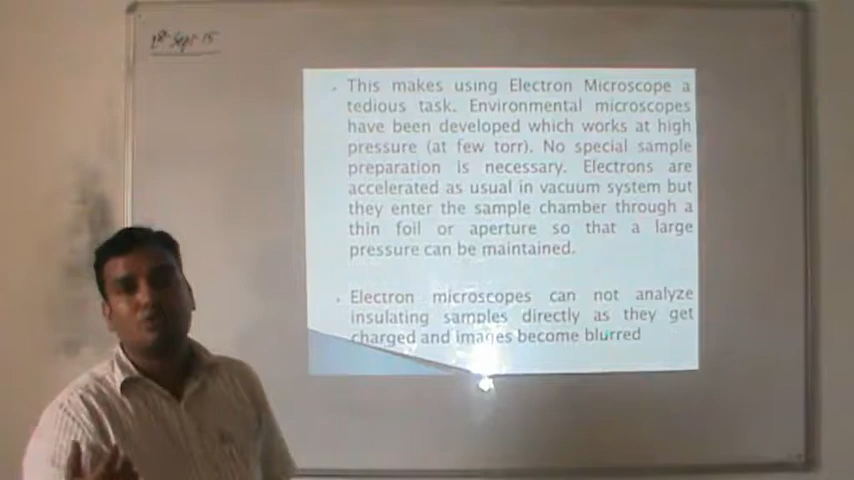 1st Sept 15
This makes using Electron Microscope a
tedious task. Environmental microscopes
have been developed which works at high
pressure (at few torr). No special sample
preparation is necessary. Electrons are
accelerated as usual in vacuum system but
they enter the sample chamber through a
thin foil or aperture so that a large
pressure can be maintained.
Electron microscopes can not analyze
insulating samples directly as they get
charged and images become blurred